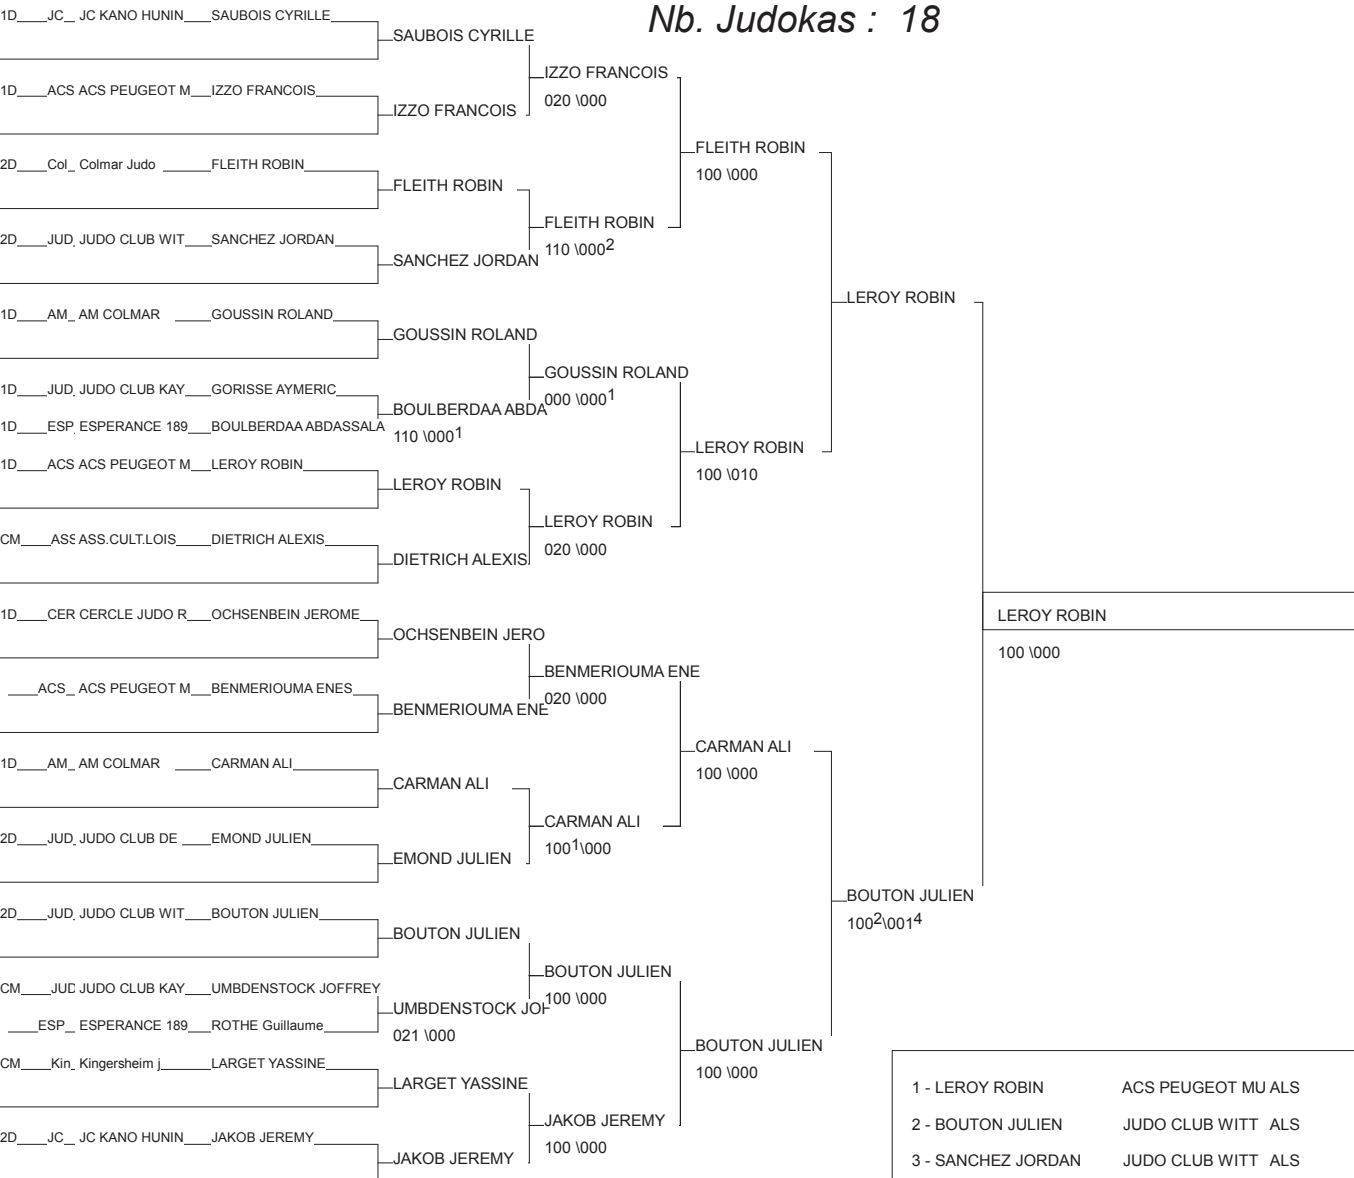 Nb. Judokas : 18
1D JC_ JC KANO HUNIN SAUBOIS CYRILLE
SAUBOIS CYRILLE
IZZO FRANCOIS
020 \000
1D ACS ACS PEUGEOT M IZZO FRANCOIS
IZZO FRANCOIS
FLEITH ROBIN
100 \000
2D Col_ Colmar Judo FLEITH ROBIN
FLEITH ROBIN
FLEITH ROBIN
110 \000²
2D JUD JUDO CLUB WIT SANCHEZ JORDAN
SANCHEZ JORDAN
LEROY ROBIN
1D AM_ AM COLMAR GOUSSIN ROLAND
GOUSSIN ROLAND
GOUSSIN ROLAND
000 \000¹
1D JUD JUDO CLUB KAY GORISSE AYMERIC
BOULBERDAA ABDA
110 \000¹
1D ESP ESPERANCE 189 BOULBERDAA ABDASSALA
LEROY ROBIN
100 \010
1D ACS ACS PEUGEOT M LEROY ROBIN
LEROY ROBIN
LEROY ROBIN
020 \000
CM ASS ASS.CULT.LOIS DIETRICH ALEXIS
DIETRICH ALEXIS
LEROY ROBIN
100 \000
1D CER CERCLE JUDO R OCHSENBEIN JEROME
OCHSENBEIN JERO
BENMERIOUMA ENE
020 \000
ACS_ ACS PEUGEOT M BENMERIOUMA ENES
BENMERIOUMA ENE
CARMAN ALI
100 \000
1D AM_ AM COLMAR CARMAN ALI
CARMAN ALI
CARMAN ALI
100¹\000
2D JUD JUDO CLUB DE EMOND JULIEN
EMOND JULIEN
BOUTON JULIEN
100²\001⁴
2D JUD JUDO CLUB WIT BOUTON JULIEN
BOUTON JULIEN
BOUTON JULIEN
100 \000
CM JUD JUDO CLUB KAY UMBDENSTOCK JOFFREY
UMBDENSTOCK JOF
021 \000
ESP_ ESPERANCE 189 ROTHE Guillaume
BOUTON JULIEN
100 \000
CM Kin_ Kingersheim j LARGET YASSINE
LARGET YASSINE
JAKOB JEREMY
100 \000
2D JC_ JC KANO HUNIN JAKOB JEREMY
JAKOB JEREMY
1 - LEROY ROBIN ACS PEUGEOT MU ALS
2 - BOUTON JULIEN JUDO CLUB WITT ALS
3 - SANCHEZ JORDAN JUDO CLUB WITT ALS